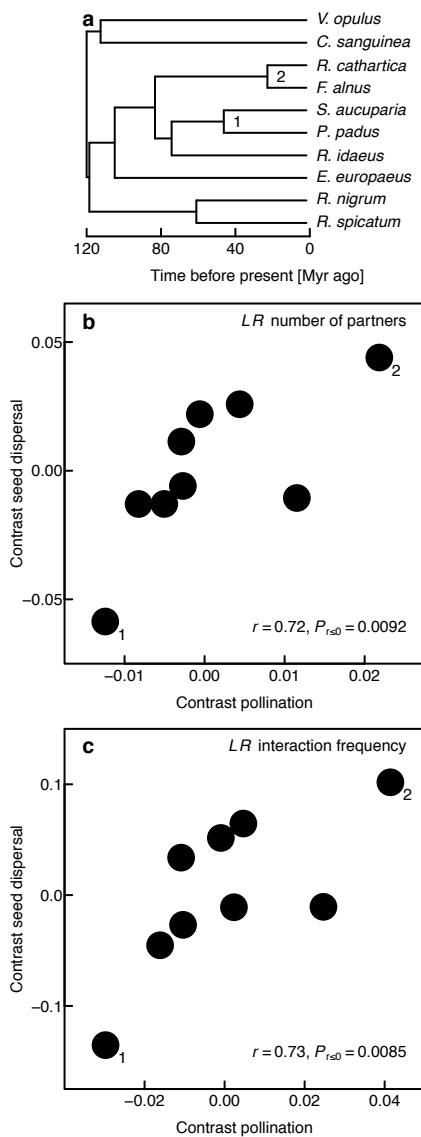 a
V. opulus
C. sanguinea
R. cathartica
2
F. alnus
S. aucuparia
1
P. padus
R. idaeus
E. europaeus
R. nigrum
R. spicatum
120 80 40 0
Time before present [Myr ago]
b LR number of partners
0.05
2
0.00
−0.05
1
r = 0.72, Pr≤0 = 0.0092
Contrast seed dispersal
−0.01 0.00 0.01 0.02
Contrast pollination
c LR interaction frequency
0.1
2
0.0
−0.1
1
r = 0.73, Pr≤0 = 0.0085
Contrast seed dispersal
−0.02 0.00 0.02 0.04
Contrast pollination